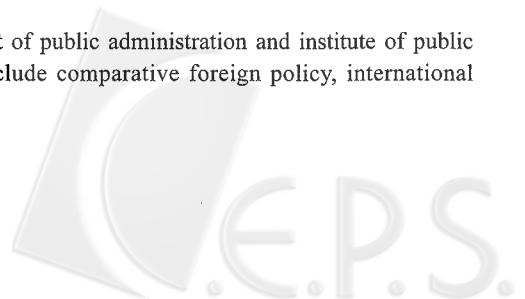 t of public administration and institute of public
clude comparative foreign policy, international
C.E.P.S.